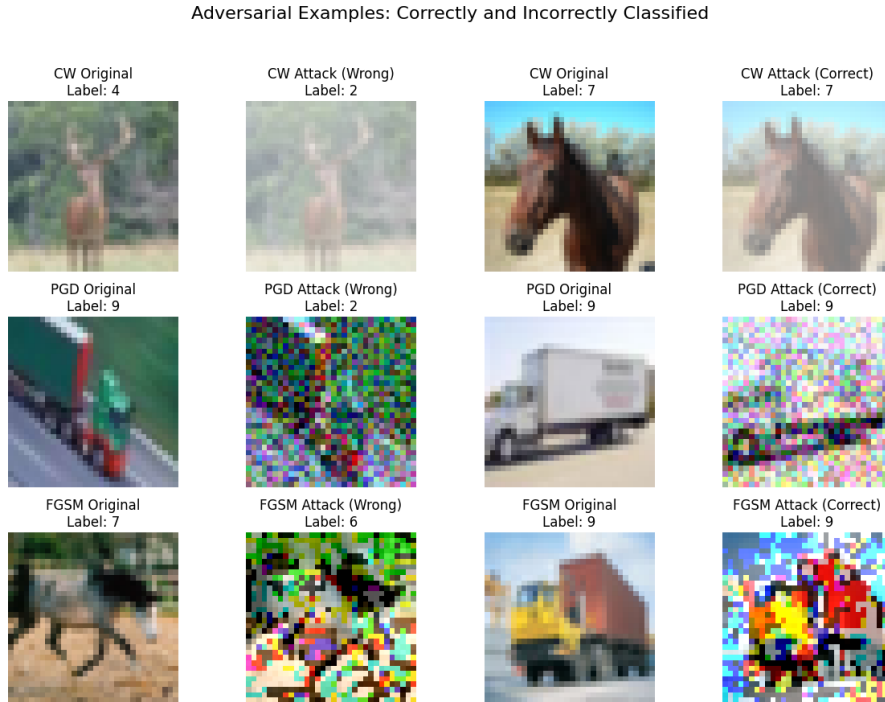 Adversarial Examples: Correctly and Incorrectly Classified
CW Original
Label: 4
CW Attack (Wrong)
Label: 2
CW Original
Label: 7
CW Attack (Correct)
Label: 7
PGD Original
Label: 9
PGD Attack (Wrong)
Label: 2
PGD Original
Label: 9
PGD Attack (Correct)
Label: 9
FGSM Original
Label: 7
FGSM Attack (Wrong)
Label: 6
FGSM Original
Label: 9
FGSM Attack (Correct)
Label: 9